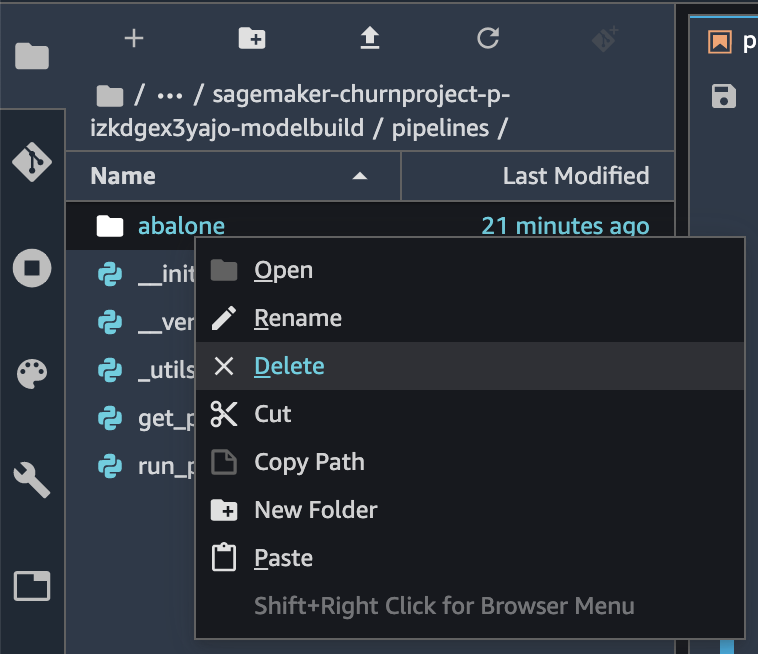 / ... / sagemaker-churnproject-p-
izkdgex3yajo-modelbuild / pipelines /
Name Last Modified
abalone 21 minutes ago
__init
__ver
_utils
get_p
run_p
Open
Rename
Delete
Cut
Copy Path
New Folder
Paste
Shift+Right Click for Browser Menu
p